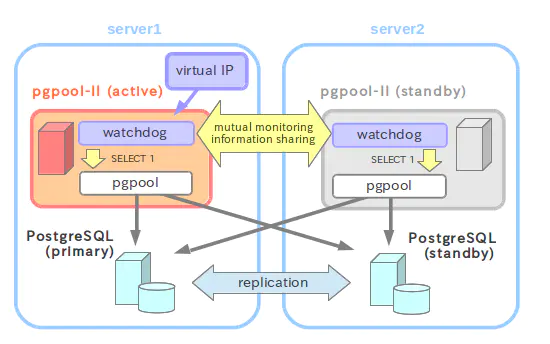 server1
server2
virtual IP
pgpool-II (active)
pgpool-II (standby)
watchdog
mutual monitoring
information sharing
watchdog
SELECT 1
SELECT 1
pgpool
pgpool
PostgreSQL
(primary)
PostgreSQL
(standby)
replication